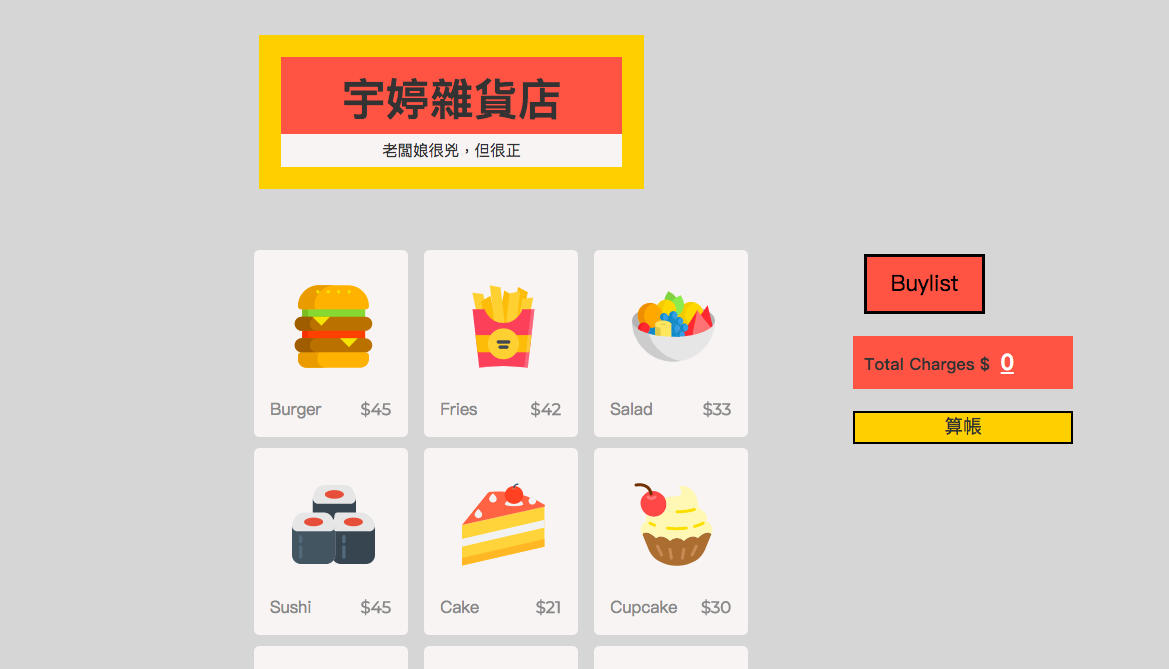 宇婷雜貨店
老闆娘很兇，但很正
Burger $45
Fries $42
Salad $33
Buylist
Total Charges $ 0
算帳
Sushi $45
Cake $21
Cupcake $30